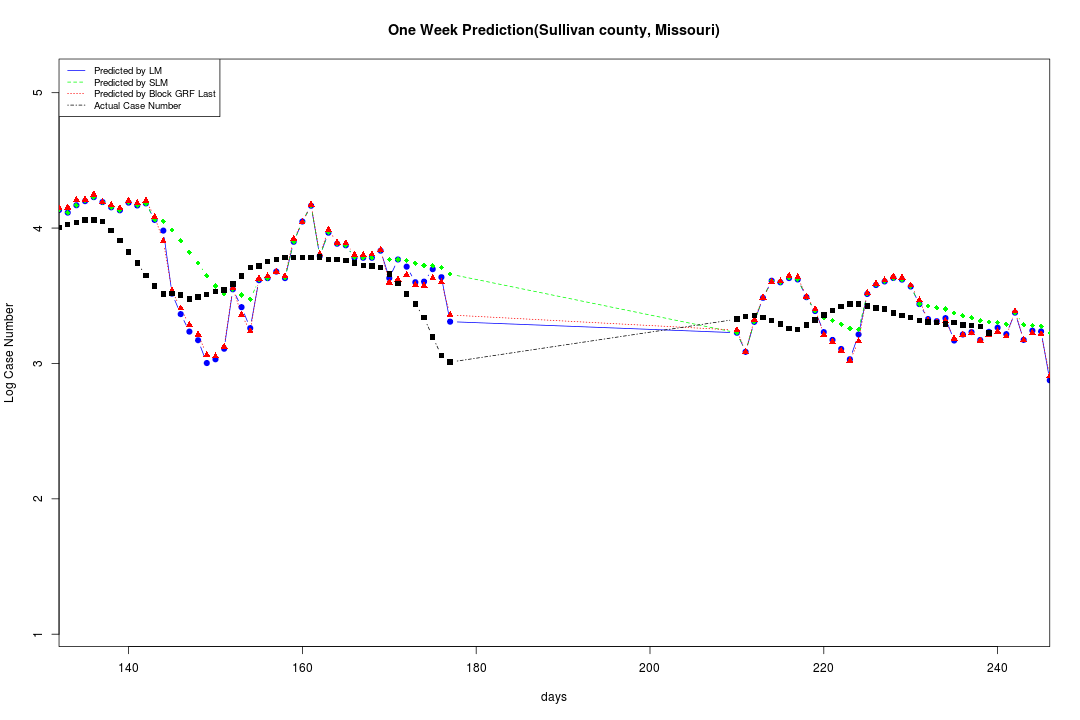 One Week Prediction(Sullivan county, Missouri)
Predicted by LM
Predicted by SLM
Predicted by Block GRF Last
Actual Case Number
5
4
3
2
1
Log Case Number
140 160 180 200 220 240
days